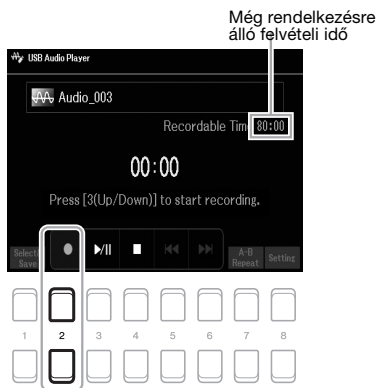 Még rendelkezésre
álló felvételi idő
USB Audio Player
Audio_003
Recordable Time 80:00
00:00
Press [3(Up/Down)] to start recording.
Select/
Save
A-B
Repeat
Setting
1 2 3 4 5 6 7 8